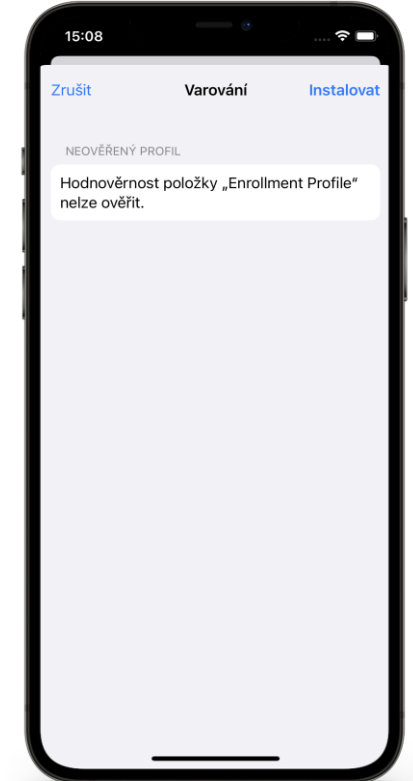 15:08
Zrušit Varování Instalovat
NEOVĚŘENÝ PROFIL
Hodnověrnost položky „Enrollment Profile"
nelze ověřit.